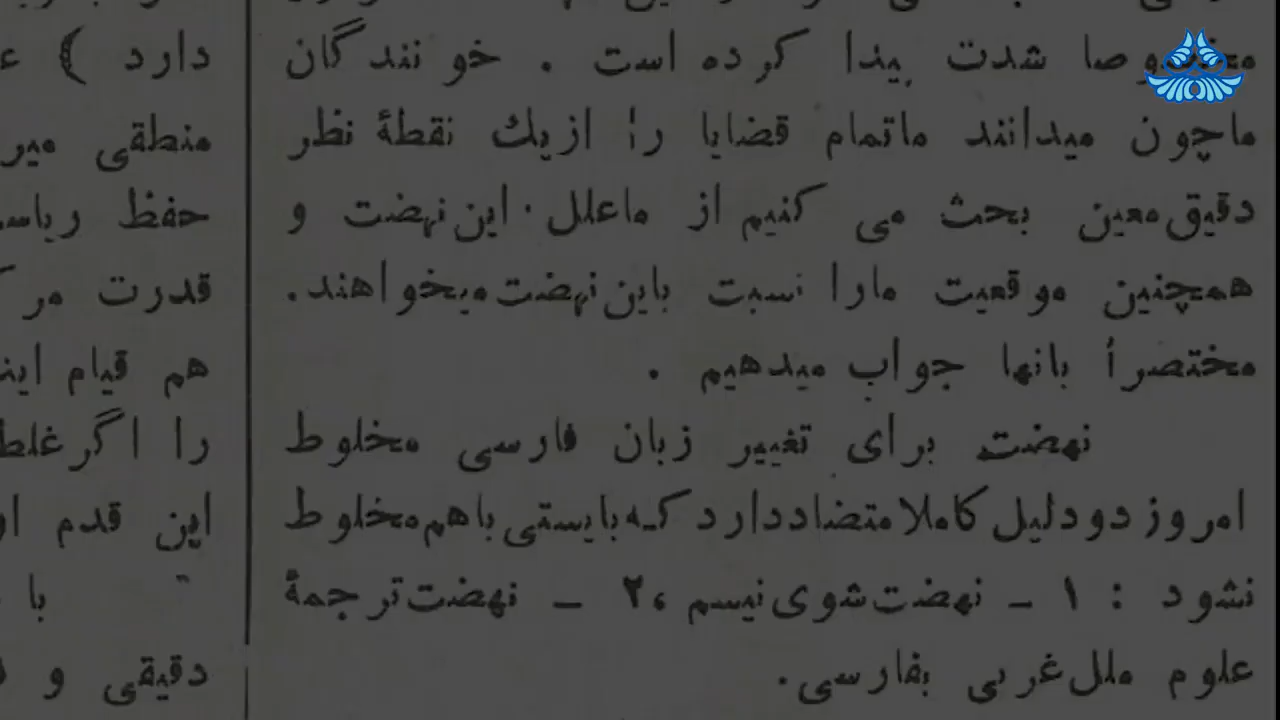 مخصوصا شدت پیدا کرده است . خوانندگان
ماچون میدانند ماتمام قضایا را ازیك نقطهٔ نظر
دقیق معین بحث می کنیم از ماعلل این نهضت و
همچنین موقعیت مارا نسبت باین نهضت میخواهند.
مختصراً بانها جواب میدهیم .
نهضت برای تغییر زبان فارسی مخلوط
امروز دو دلیل کاملا متضاد دارد که بایستی باهم مخلوط
نشود : ۱ ـ نهضت شوی نیسم ، ۲ ـ نهضت ترجمهٔ
علوم ملل غربی بفارسی.
دارد )
منطقی
حفظ
قدرت
هم قیام
را اگر غلط
این قدم
با
دقیقی و